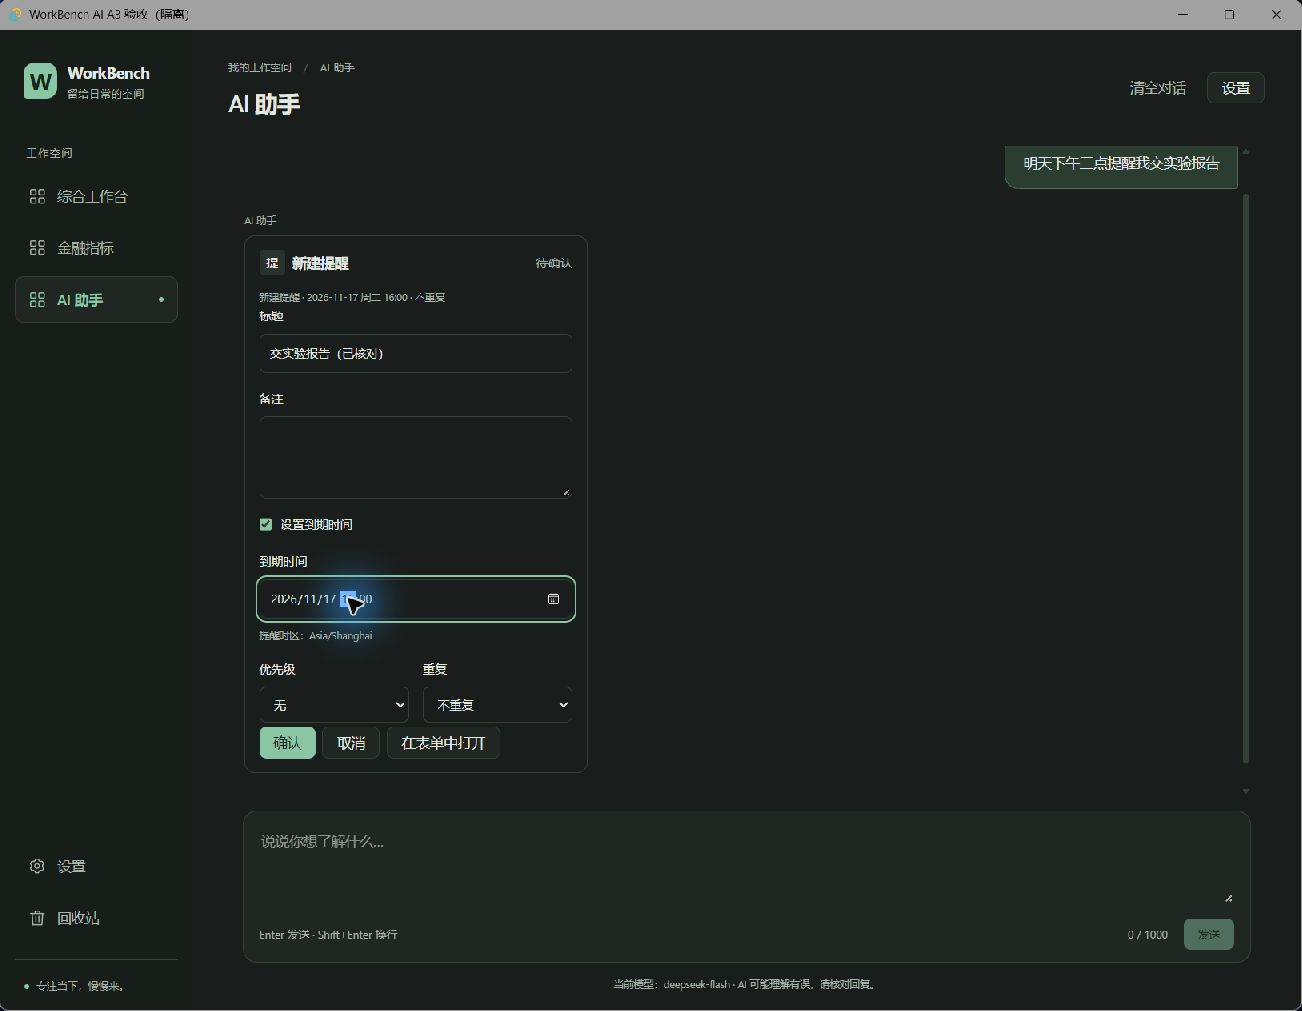 WorkBench AI A3 验收（隔离）
W
WorkBench
留给日常的空间
工作空间
综合工作台
金融指标
AI 助手
设置
回收站
专注当下，慢慢来。
我的工作空间 / AI 助手
AI 助手
清空对话
设置
明天下午三点提醒我交实验报告
AI 助手
提 新建提醒
待确认
新建提醒 · 2026-11-17 周二 16:00 · 不重复
标题
交实验报告（已核对）
备注
设置到期时间
到期时间
2026/11/17 :00
提醒时区：Asia/Shanghai
优先级
重复
无
不重复
确认
取消
在表单中打开
说说你想了解什么...
Enter 发送 · Shift+Enter 换行
0 / 1000
发送
当前模型：deepseek-flash · AI 可能理解有误，请核对回复。